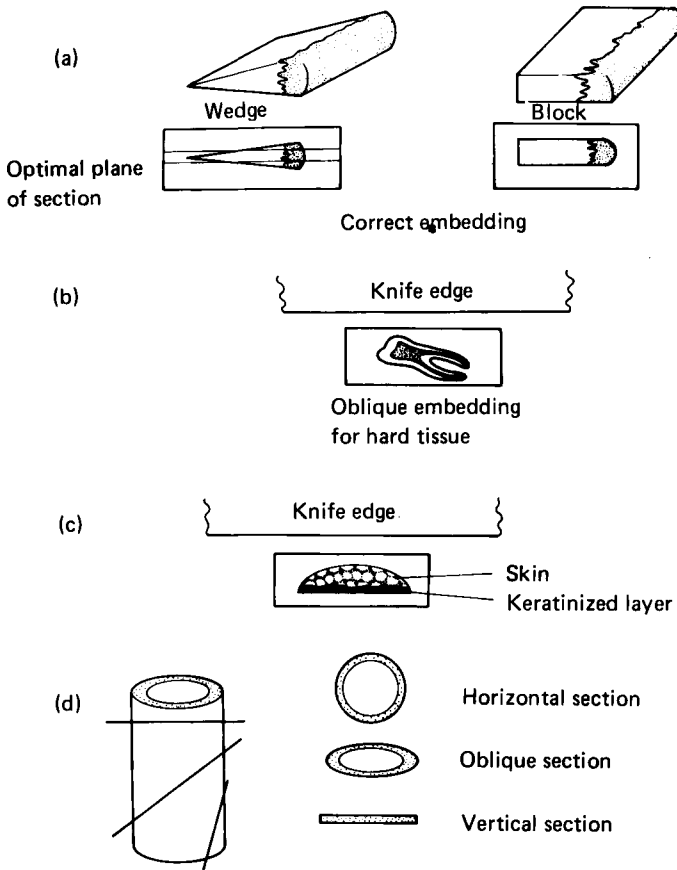 (a)
Wedge
Block
Optimal plane
of section
Correct embedding
(b)
Knife edge
Oblique embedding
for hard tissue
(c)
Knife edge
Skin
Keratinized layer
(d)
Horizontal section
Oblique section
Vertical section